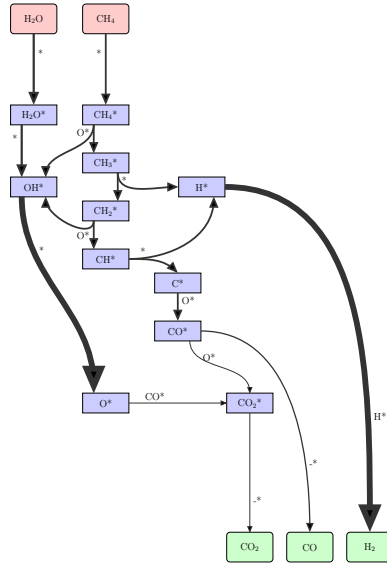 H₂O
CH₄
*
*
H₂O*
CH₄*
*
O*
CH₃*
*
OH*
H*
CH₂*
O*
*
*
CH*
C*
O*
CO*
O*
CO*
O*
CO₂*
H*
-*
-*
CO₂
CO
H₂